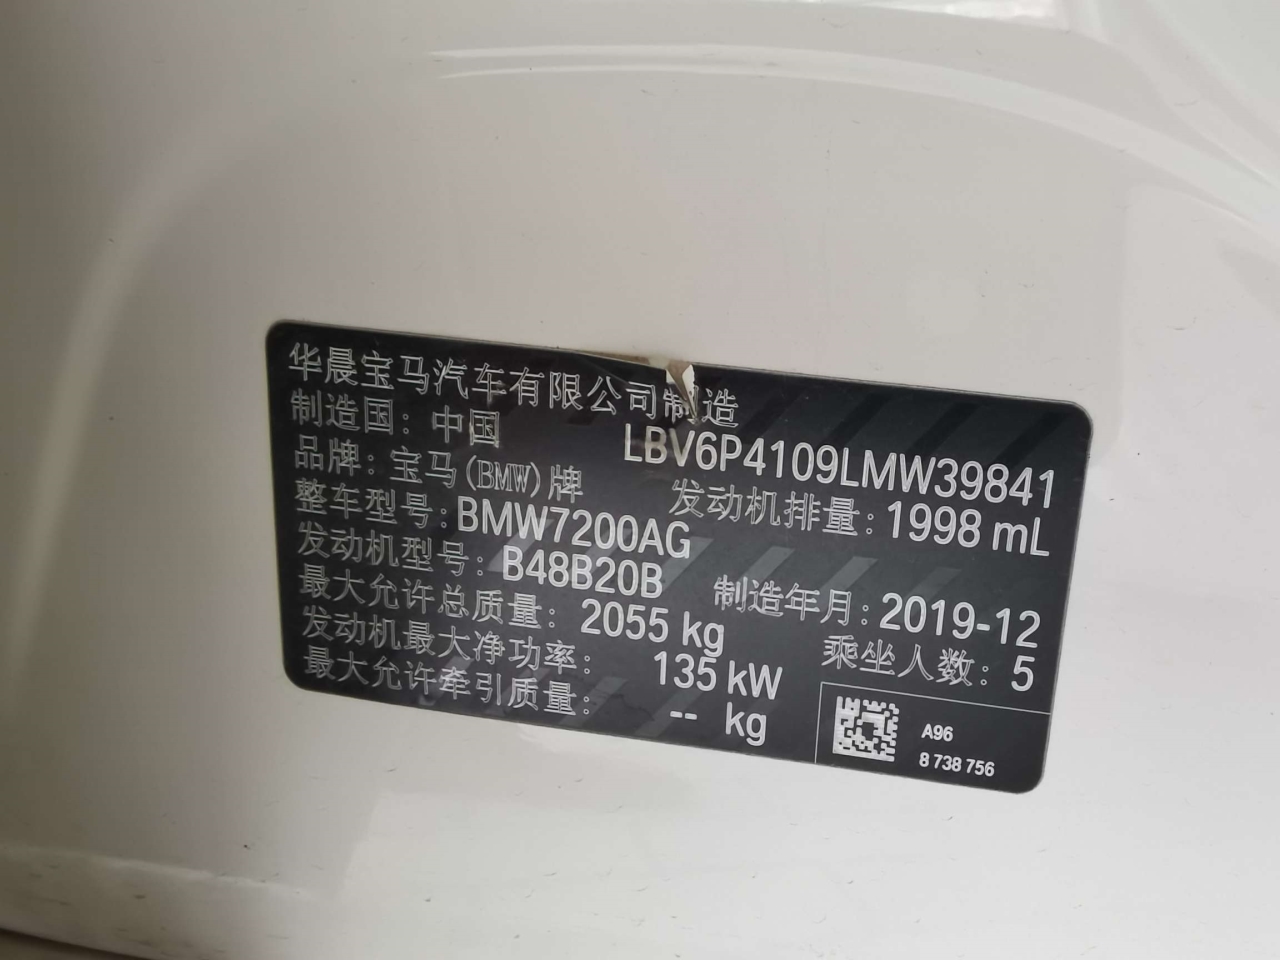 华晨宝马汽车有限公司制造
制造国：中国 LBV6P4109LMW39841
品牌：宝马(BMW)牌 发动机排量：1998 mL
整车型号：BMW7200AG
发动机型号：B48B20B 制造年月：2019-12
最大允许总质量：2055 kg 乘坐人数：5
发动机最大净功率：135 kW
最大允许牵引质量：-- kg
A96
8 738 756